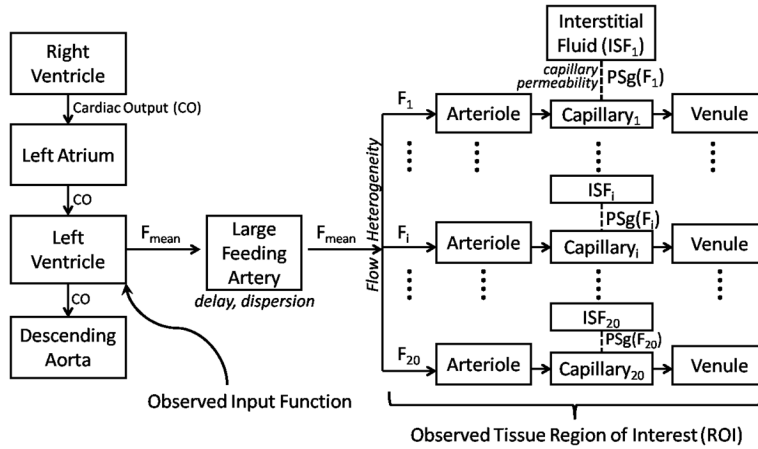 Right
Ventricle
Cardiac Output (CO)
Left Atrium
CO
Left
Ventricle
CO
Descending
Aorta
F_mean
Large
Feeding
Artery
delay, dispersion
F_mean
Observed Input Function
Flow Heterogeneity
Interstitial
Fluid (ISF₁)
capillary
permeability
PSg(F₁)
F₁
Arteriole
Capillary₁
Venule
ISFᵢ
PSg(Fᵢ)
Fᵢ
Arteriole
Capillaryᵢ
Venule
ISF₂₀
PSg(F₂₀)
F₂₀
Arteriole
Capillary₂₀
Venule
Observed Tissue Region of Interest (ROI)